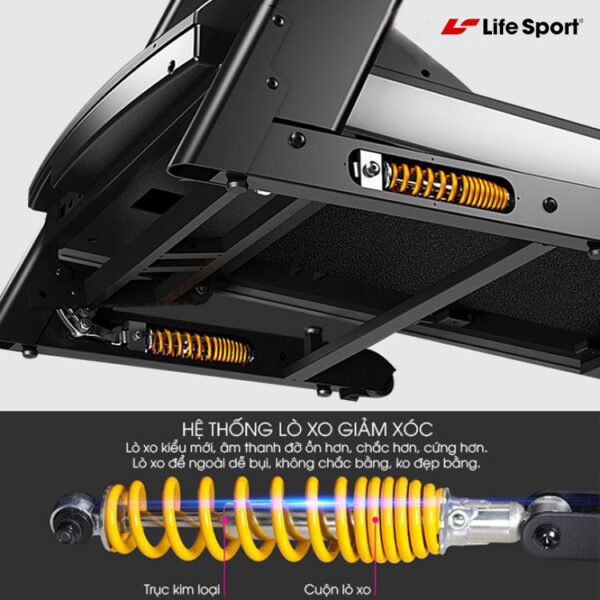 Life Sport®
HỆ THỐNG LÒ XO GIẢM XÓC
Lò xo kiểu mới, âm thanh đỡ ồn hơn, chắc hơn, cứng hơn.
Lò xo để ngoài dễ bụi, không chắc bằng, ko đẹp bằng.
Trục kim loại
Cuộn lò xo